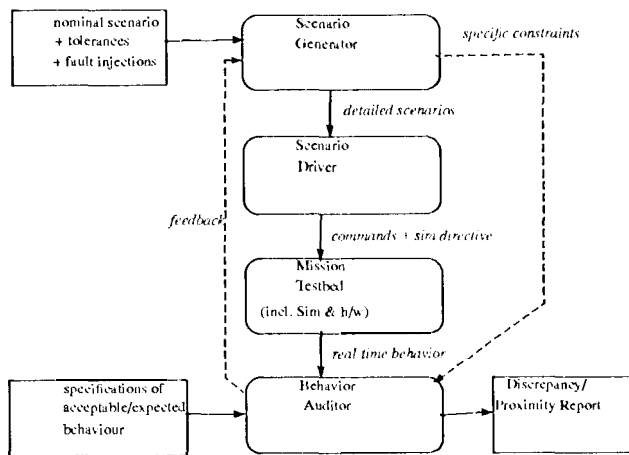 nominal scenario
+ tolerances
+ fault injections
Scenario
Generator
specific constraints
detailed scenarios
Scenario
Driver
feedback
commands + sim directive
Mission
Testbed
(incl. Sim & h/w)
real time behavior
specifications of
acceptable/expected
behaviour
Behavior
Auditor
Discrepancy/
Proximity Report